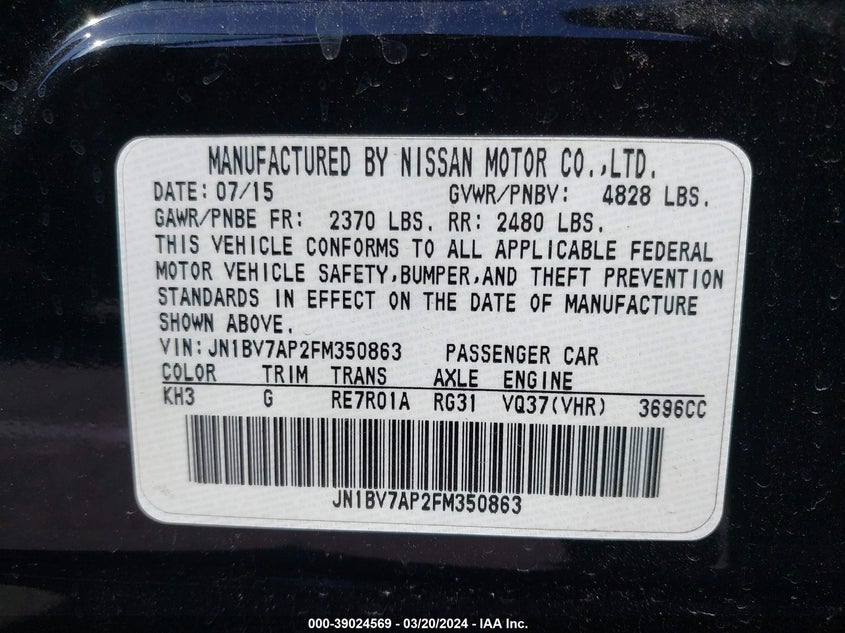 MANUFACTURED BY NISSAN MOTOR CO.,LTD.
DATE: 07/15 GVWR/PNBV: 4828 LBS.
GAWR/PNBE FR: 2370 LBS. RR: 2480 LBS.
THIS VEHICLE CONFORMS TO ALL APPLICABLE FEDERAL
MOTOR VEHICLE SAFETY,BUMPER,AND THEFT PREVENTION
STANDARDS IN EFFECT ON THE DATE OF MANUFACTURE
SHOWN ABOVE.
VIN:JN1BV7AP2FM350863 PASSENGER CAR
COLOR TRIM TRANS AXLE ENGINE
KH3 G RE7R01A RG31 VQ37(VHR) 3696CC
JN1BV7AP2FM350863
000-39024569 - 03/20/2024 - IAA Inc.